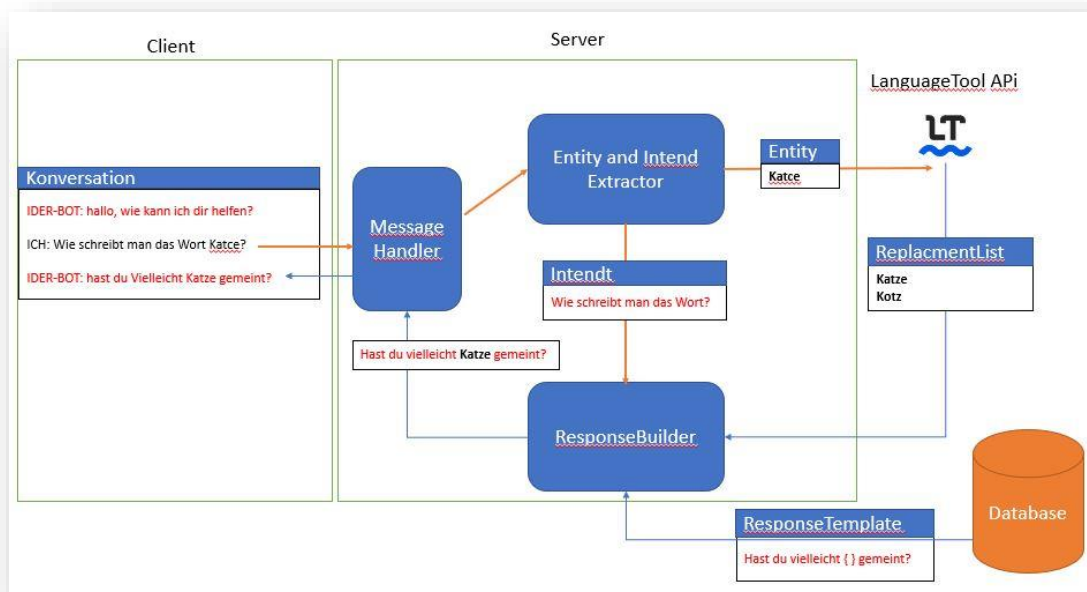 Client
Server
LanguageTool APi
LT
Konversation
IDER-BOT: hallo, wie kann ich dir helfen?
ICH: Wie schreibt man das Wort Katce?
IDER-BOT: hast du Vielleicht Katze gemeint?
Message
Handler
Entity and Intend
Extractor
Entity
Katce
Intendt
Wie schreibt man das Wort?
ReplacmentList
Katze
Kotz
Hast du vielleicht Katze gemeint?
ResponseBuilder
ResponseTemplate
Hast du vielleicht { } gemeint?
Database